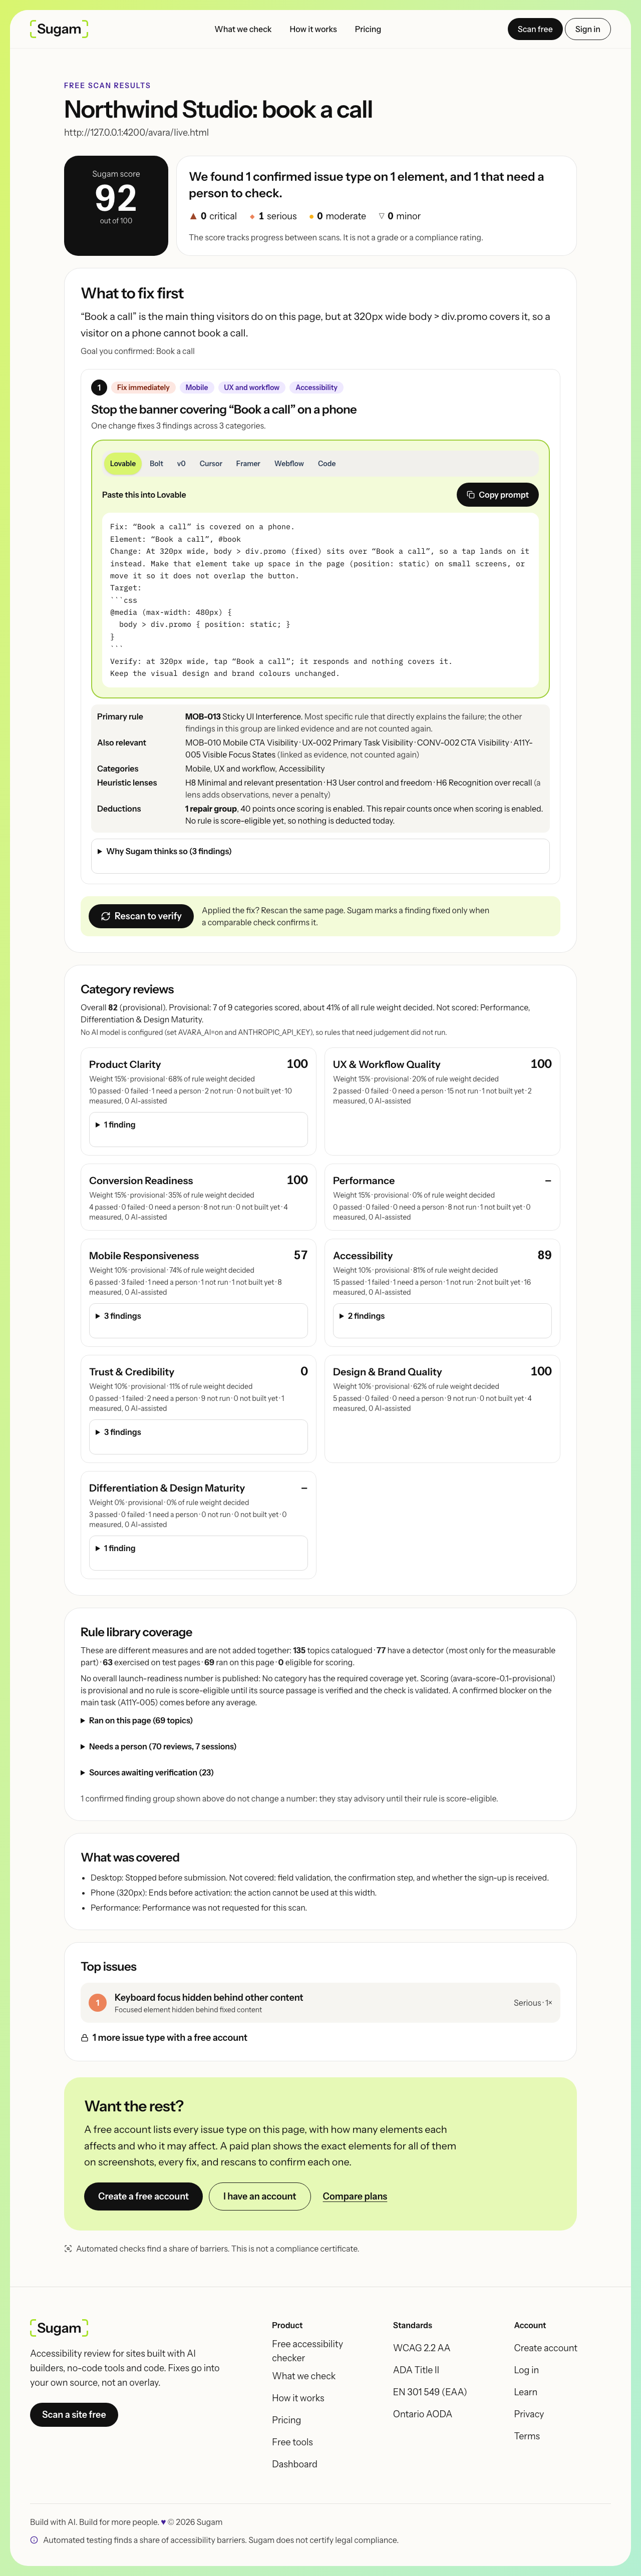 Sugam
What we check
How it works
Pricing
Scan free
Sign in
FREE SCAN RESULTS
Northwind Studio: book a call
http://127.0.0.1:4200/avara/live.html
Sugam score
92
out of 100
We found 1 confirmed issue type on 1 element, and 1 that need a
person to check.
0 critical
1 serious
0 moderate
0 minor
The score tracks progress between scans. It is not a grade or a compliance rating.
What to fix first
“Book a call” is the main thing visitors do on this page, but at 320px wide body > div.promo covers it, so a
visitor on a phone cannot book a call.
Goal you confirmed: Book a call
1
Fix immediately
Mobile
UX and workflow
Accessibility
Stop the banner covering “Book a call” on a phone
One change fixes 3 findings across 3 categories.
Lovable
Bolt
v0
Cursor
Framer
Webflow
Code
Paste this into Lovable
Copy prompt
Fix: “Book a call” is covered on a phone.
Element: “Book a call”, #book
Change: At 320px wide, body > div.promo (fixed) sits over “Book a call”, so a tap lands on it
instead. Make that element take up space in the page (position: static) on small screens, or
move it so it does not overlap the button.
Target:
```css
@media (max-width: 480px) {
  body > div.promo { position: static; }
}
```
Verify: at 320px wide, tap “Book a call”; it responds and nothing covers it.
Keep the visual design and brand colours unchanged.
Primary rule
MOB-013 Sticky UI Interference. Most specific rule that directly explains the failure; the other
findings in this group are linked evidence and are not counted again.
Also relevant
MOB-010 Mobile CTA Visibility · UX-002 Primary Task Visibility · CONV-002 CTA Visibility · A11Y-
005 Visible Focus States (linked as evidence, not counted again)
Categories
Mobile, UX and workflow, Accessibility
Heuristic lenses
H8 Minimal and relevant presentation · H3 User control and freedom · H6 Recognition over recall (a
lens adds observations, never a penalty)
Deductions
1 repair group, 40 points once scoring is enabled. This repair counts once when scoring is enabled.
No rule is score-eligible yet, so nothing is deducted today.
Why Sugam thinks so (3 findings)
Rescan to verify
Applied the fix? Rescan the same page. Sugam marks a finding fixed only when
a comparable check confirms it.
Category reviews
Overall 82 (provisional). Provisional: 7 of 9 categories scored, about 41% of all rule weight decided. Not scored: Performance,
Differentiation & Design Maturity.
No AI model is configured (set AVARA_AI=on and ANTHROPIC_API_KEY), so rules that need judgement did not run.
Product Clarity
100
Weight 15% · provisional · 68% of rule weight decided
10 passed · 0 failed · 1 need a person · 2 not run · 0 not built yet · 10
measured, 0 AI-assisted
1 finding
UX & Workflow Quality
100
Weight 15% · provisional · 20% of rule weight decided
2 passed · 0 failed · 0 need a person · 15 not run · 1 not built yet · 2
measured, 0 AI-assisted
Conversion Readiness
100
Weight 15% · provisional · 35% of rule weight decided
4 passed · 0 failed · 0 need a person · 8 not run · 0 not built yet · 4
measured, 0 AI-assisted
Performance
–
Weight 15% · provisional · 0% of rule weight decided
0 passed · 0 failed · 0 need a person · 8 not run · 1 not built yet · 0
measured, 0 AI-assisted
Mobile Responsiveness
57
Weight 10% · provisional · 74% of rule weight decided
6 passed · 3 failed · 1 need a person · 1 not run · 1 not built yet · 8
measured, 0 AI-assisted
3 findings
Accessibility
89
Weight 10% · provisional · 81% of rule weight decided
15 passed · 1 failed · 1 need a person · 1 not run · 2 not built yet · 16
measured, 0 AI-assisted
2 findings
Trust & Credibility
0
Weight 10% · provisional · 11% of rule weight decided
0 passed · 1 failed · 2 need a person · 9 not run · 0 not built yet · 1
measured, 0 AI-assisted
3 findings
Design & Brand Quality
100
Weight 10% · provisional · 62% of rule weight decided
5 passed · 0 failed · 0 need a person · 9 not run · 0 not built yet · 4
measured, 0 AI-assisted
Differentiation & Design Maturity
–
Weight 0% · provisional · 0% of rule weight decided
3 passed · 0 failed · 1 need a person · 0 not run · 0 not built yet · 0
measured, 0 AI-assisted
1 finding
Rule library coverage
These are different measures and are not added together: 135 topics catalogued · 77 have a detector (most only for the measurable
part) · 63 exercised on test pages · 69 ran on this page · 0 eligible for scoring.
No overall launch-readiness number is published: No category has the required coverage yet. Scoring (avara-score-0.1-provisional)
is provisional and no rule is score-eligible until its source passage is verified and the check is validated. A confirmed blocker on the
main task (A11Y-005) comes before any average.
Ran on this page (69 topics)
Needs a person (70 reviews, 7 sessions)
Sources awaiting verification (23)
1 confirmed finding group shown above do not change a number: they stay advisory until their rule is score-eligible.
What was covered
• Desktop: Stopped before submission. Not covered: field validation, the confirmation step, and whether the sign-up is received.
• Phone (320px): Ends before activation: the action cannot be used at this width.
• Performance: Performance was not requested for this scan.
Top issues
1
Keyboard focus hidden behind other content
Focused element hidden behind fixed content
Serious · 1×
1 more issue type with a free account
Want the rest?
A free account lists every issue type on this page, with how many elements each
affects and who it may affect. A paid plan shows the exact elements for all of them
on screenshots, every fix, and rescans to confirm each one.
Create a free account
I have an account
Compare plans
Automated checks find a share of barriers. This is not a compliance certificate.
Sugam
Accessibility review for sites built with AI
builders, no-code tools and code. Fixes go into
your own source, not an overlay.
Scan a site free
Product
Free accessibility
checker
What we check
How it works
Pricing
Free tools
Dashboard
Standards
WCAG 2.2 AA
ADA Title II
EN 301 549 (EAA)
Ontario AODA
Account
Create account
Log in
Learn
Privacy
Terms
Build with AI. Build for more people. ♥ © 2026 Sugam
Automated testing finds a share of accessibility barriers. Sugam does not certify legal compliance.